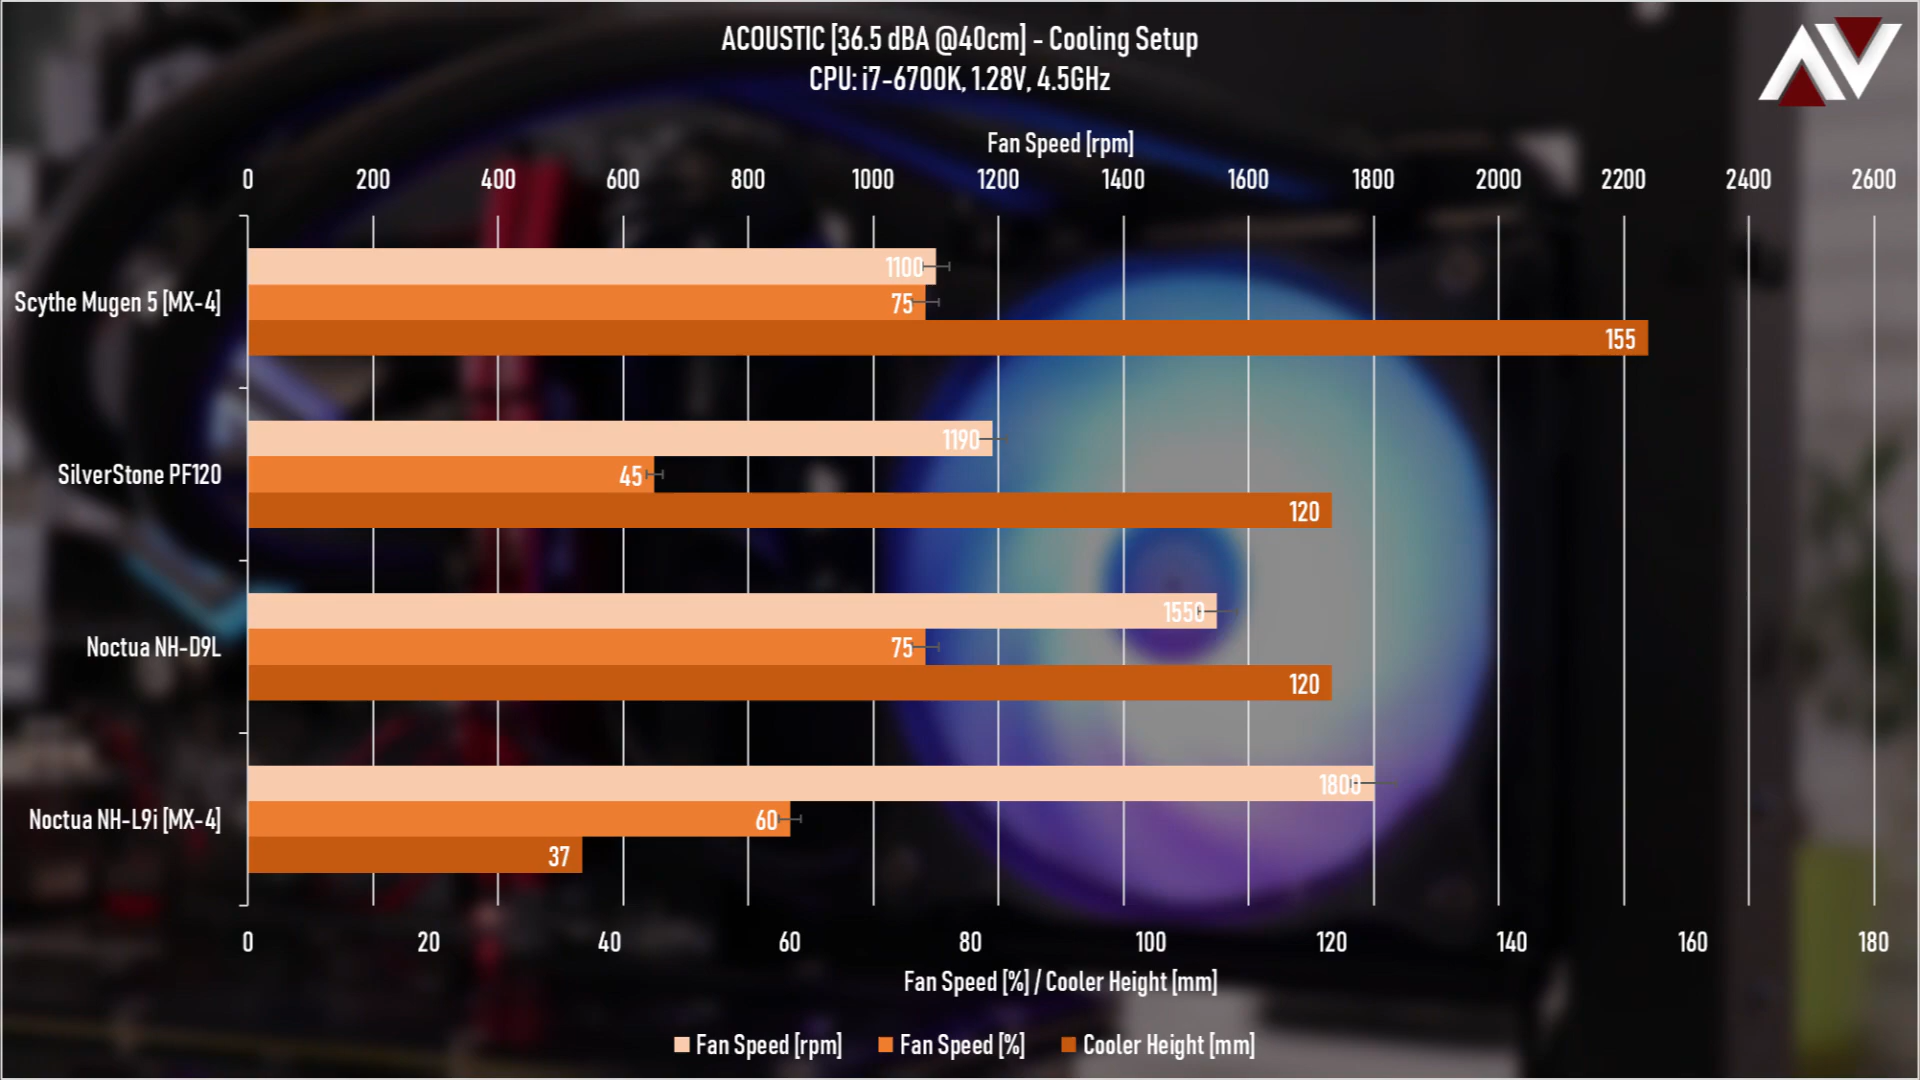 ACOUSTIC [36.5 dBA @40cm] - Cooling Setup
CPU: i7-6700K, 1.28V, 4.5GHz
Fan Speed [rpm]
0 200 400 600 800 1000 1200 1400 1600 1800 2000 2200 2400 2600
1100
Scythe Mugen 5 [MX-4] 75
155
1190
SilverStone PF120 45
120
1550
Noctua NH-D9L 75
120
1800
Noctua NH-L9i [MX-4] 60
37
0 20 40 60 80 100 120 140 160 180
Fan Speed [%] / Cooler Height [mm]
Fan Speed [rpm] Fan Speed [%] Cooler Height [mm]